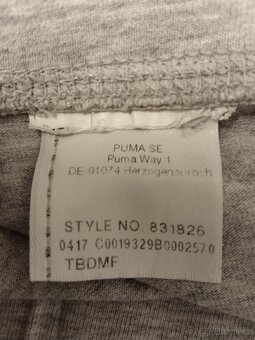 PUMA SE
Puma Way 1
DE-91074 Herzogenaurach
STYLE NO. 831826
0417 C0019329B0002570
TBDMF